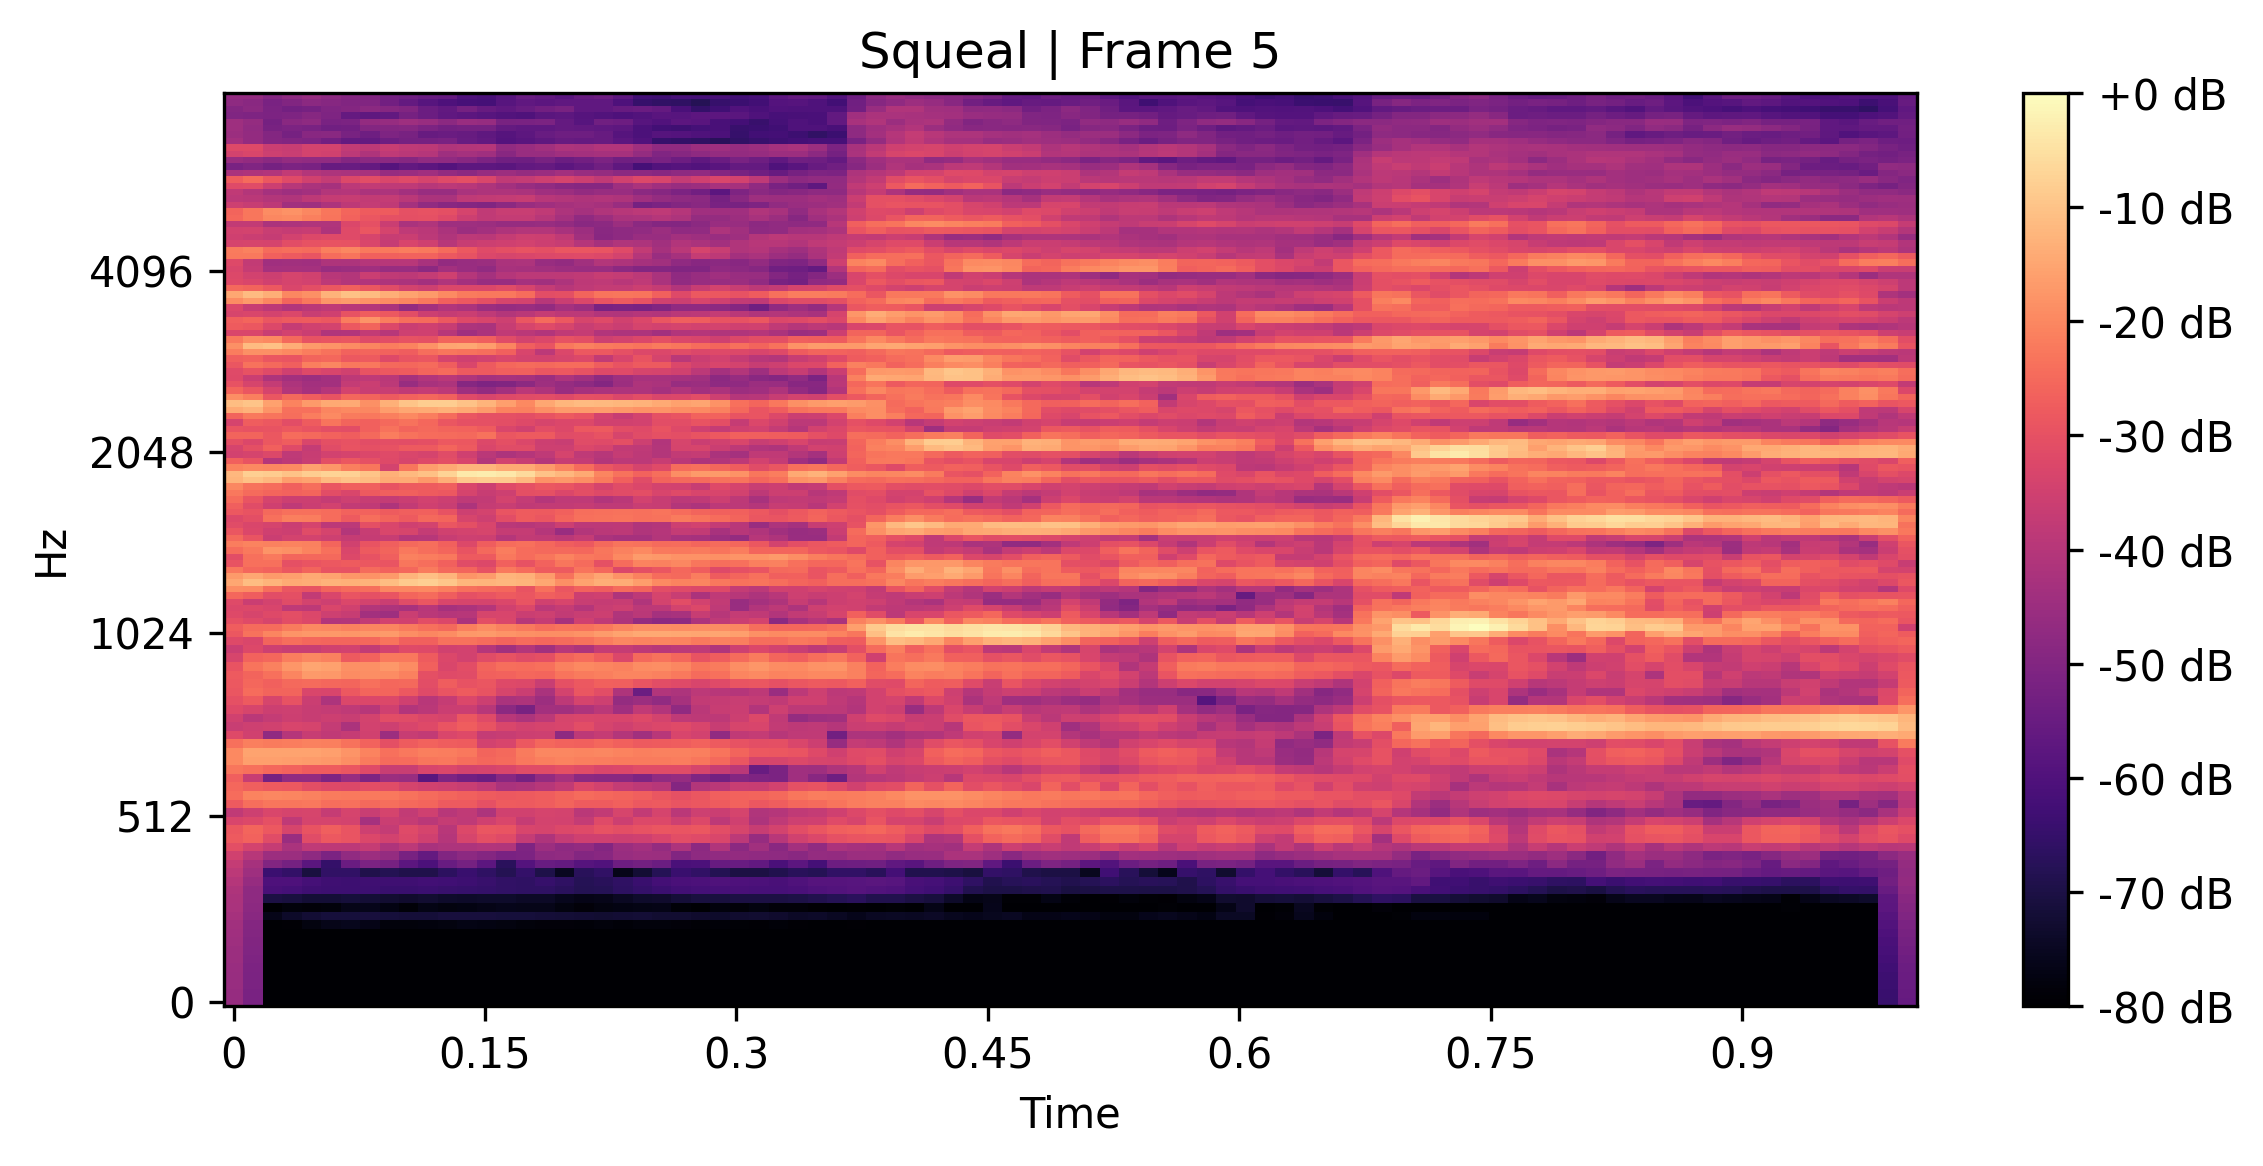 Squeal | Frame 5
+0 dB
-10 dB
-20 dB
-30 dB
-40 dB
-50 dB
-60 dB
-70 dB
-80 dB
Hz
4096
2048
1024
512
0
0 0.15 0.3 0.45 0.6 0.75 0.9
Time